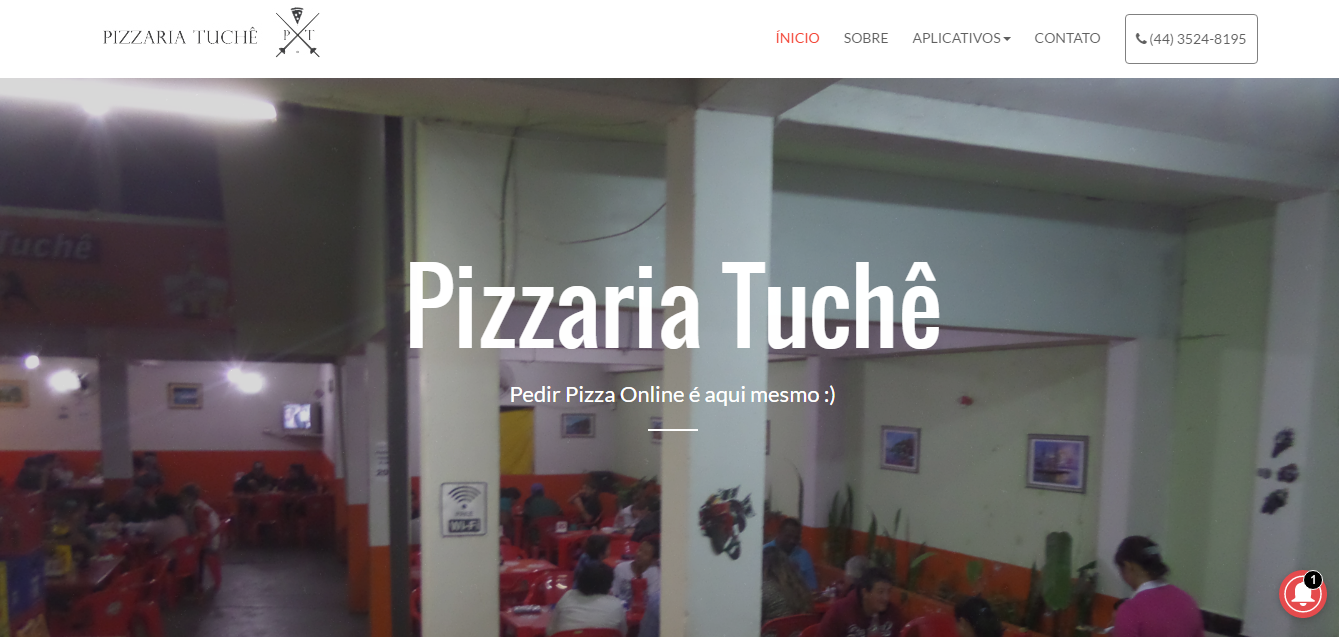 PIZZARIA TUCHÊ
P T
ÍNICIO
SOBRE
APLICATIVOS
CONTATO
(44) 3524-8195
Tuchê
Pizzaria Tuchê
Pedir Pizza Online é aqui mesmo :)
Wi-Fi
1